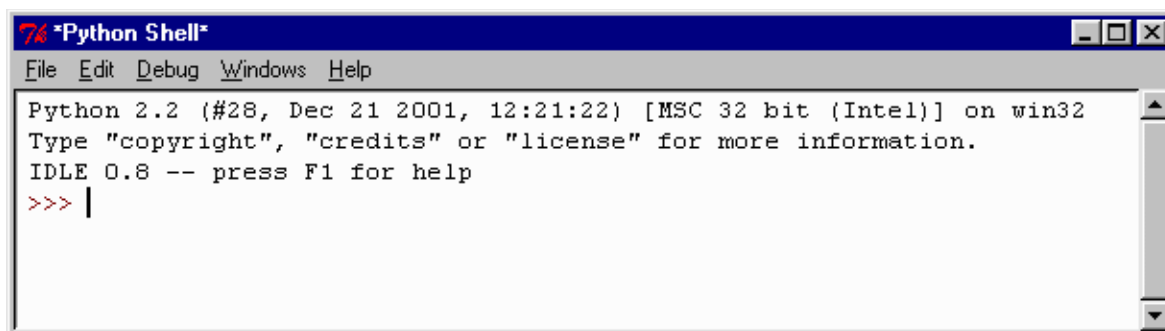 *Python Shell*
File Edit Debug Windows Help
Python 2.2 (#28, Dec 21 2001, 12:21:22) [MSC 32 bit (Intel)] on win32
Type "copyright", "credits" or "license" for more information.
IDLE 0.8 -- press F1 for help
>>>